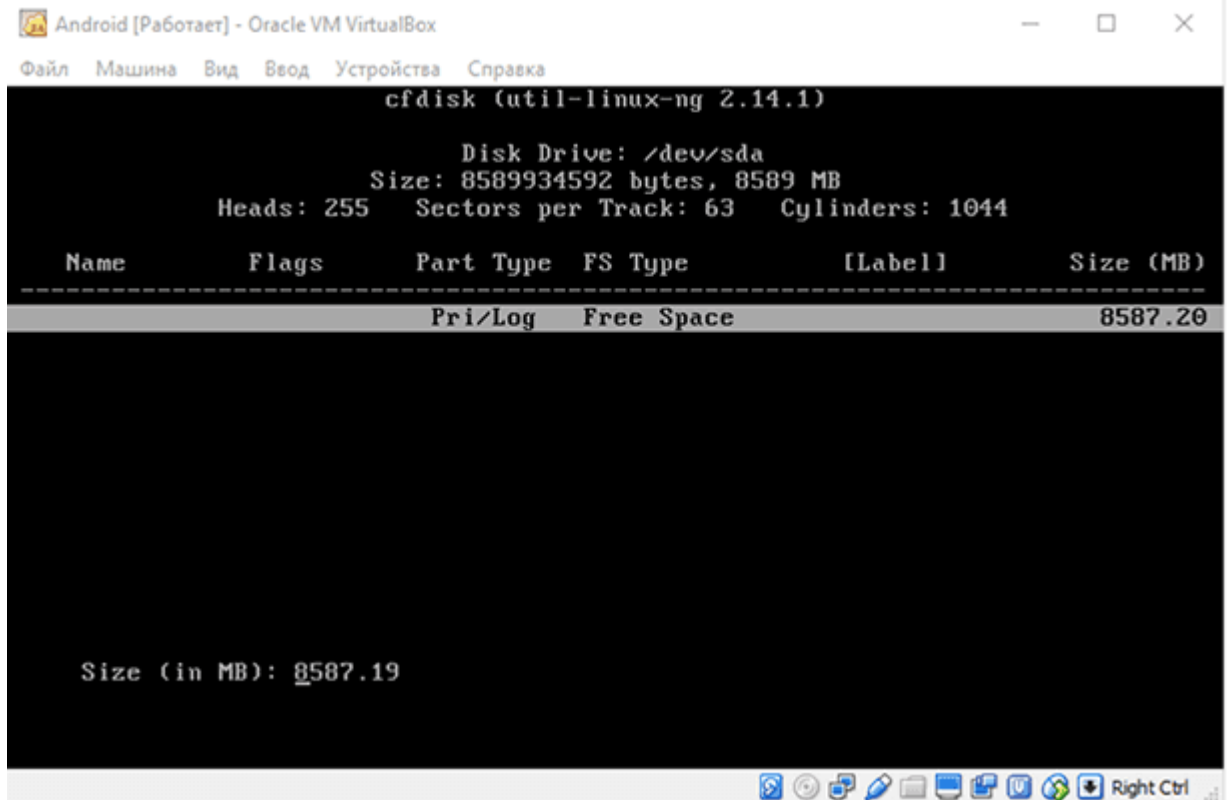 Android [Работает] - Oracle VM VirtualBox
Файл Машина Вид Ввод Устройства Справка
cfdisk (util-linux-ng 2.14.1)
Disk Drive: /dev/sda
Size: 8589934592 bytes, 8589 MB
Heads: 255 Sectors per Track: 63 Cylinders: 1044
Name Flags Part Type FS Type [Label] Size (MB)
Pri/Log Free Space 8587.20
Size (in MB): 8587.19
Right Ctrl